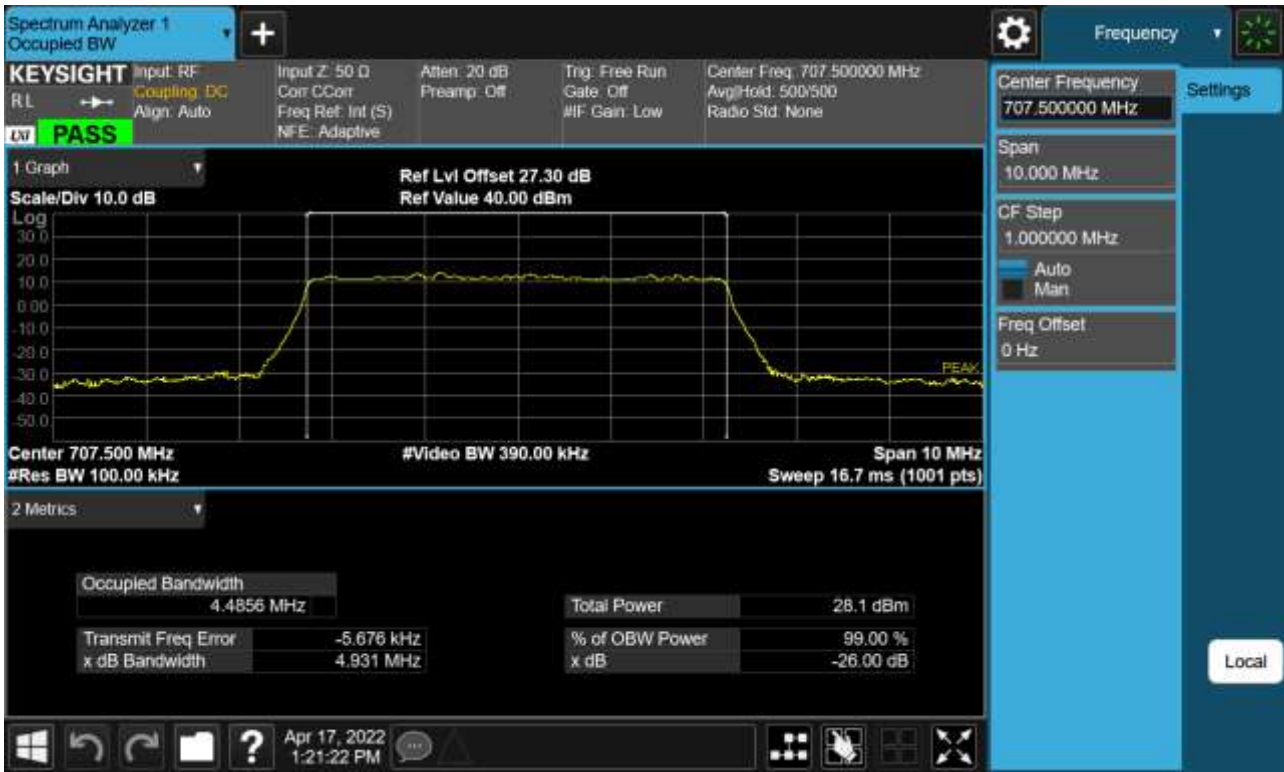 Spectrum Analyzer 1
Occupied BW
Frequency
KEYSIGHT
RL
LXI
PASS
Input: RF
Coupling: DC
Align: Auto
Input Z: 50 Ω
Corr CCorr
Freq Ref: Int (S)
NFE: Adaptive
Atten: 20 dB
Preamp: Off
Trig: Free Run
Gate: Off
#IF Gain: Low
Center Freq: 707.500000 MHz
Avg|Hold: 500/500
Radio Std: None
Center Frequency
707.500000 MHz
Settings
Span
10.000 MHz
CF Step
1.000000 MHz
Auto
Man
Freq Offset
0 Hz
Local
1 Graph
Scale/Div 10.0 dB
Ref Lvl Offset 27.30 dB
Ref Value 40.00 dBm
Log
30.0
20.0
10.0
0.00
-10.0
-20.0
-30.0
-40.0
-50.0
PEAK
Center 707.500 MHz
#Res BW 100.00 kHz
#Video BW 390.00 kHz
Span 10 MHz
Sweep 16.7 ms (1001 pts)
2 Metrics
Occupied Bandwidth
4.4856 MHz
Transmit Freq Error -5.676 kHz
x dB Bandwidth 4.931 MHz
Total Power 28.1 dBm
% of OBW Power 99.00 %
x dB -26.00 dB
Apr 17, 2022
1:21:22 PM